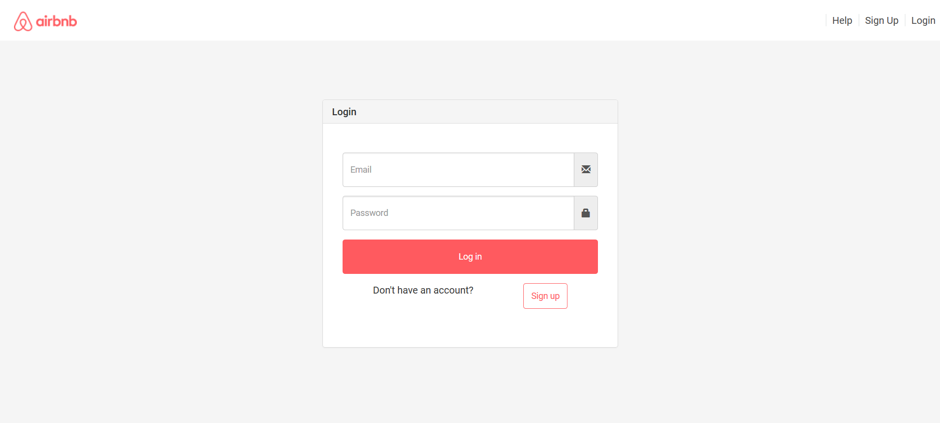 airbnb
Help Sign Up Login
Login
Email
Password
Log in
Don't have an account? Sign up